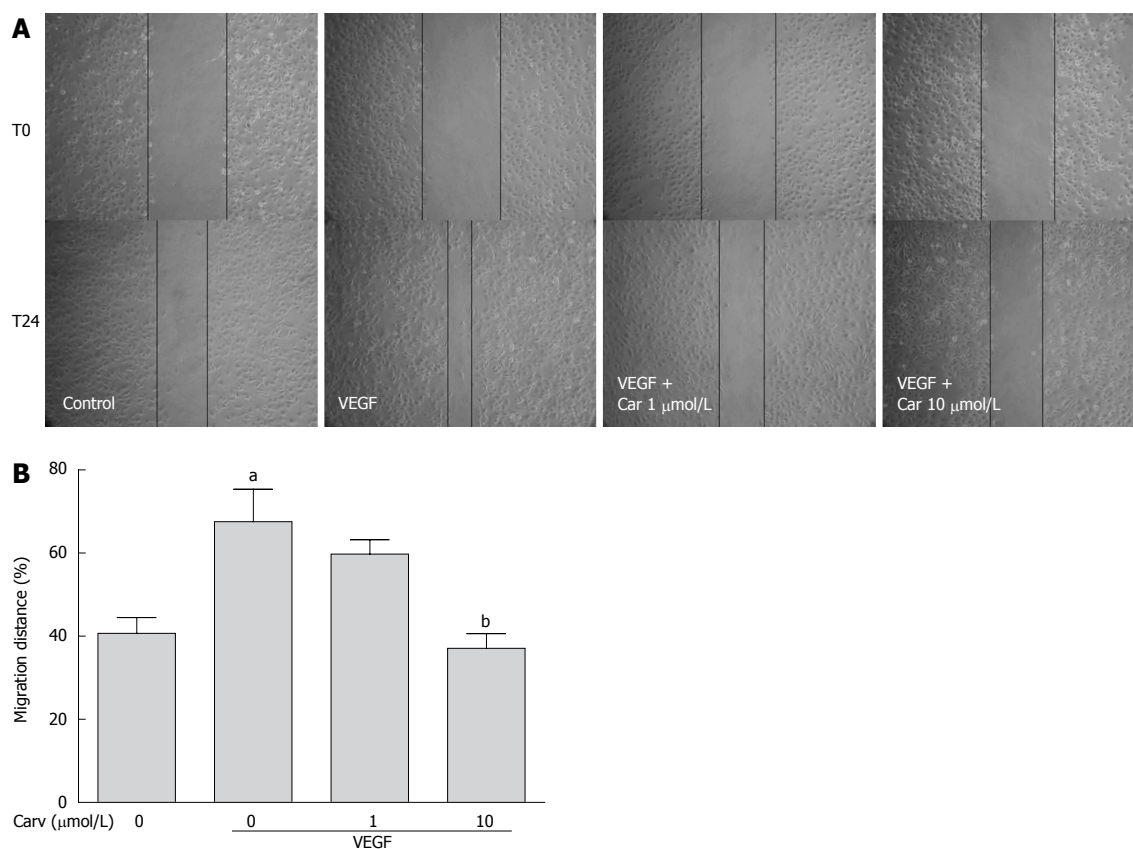 A
T0
T24
Control
VEGF
VEGF +
Car 1 μmol/L
VEGF +
Car 10 μmol/L
B
Migration distance (%)
80
60
40
20
0
a
b
Carv (μmol/L) 0 0 1 10
VEGF